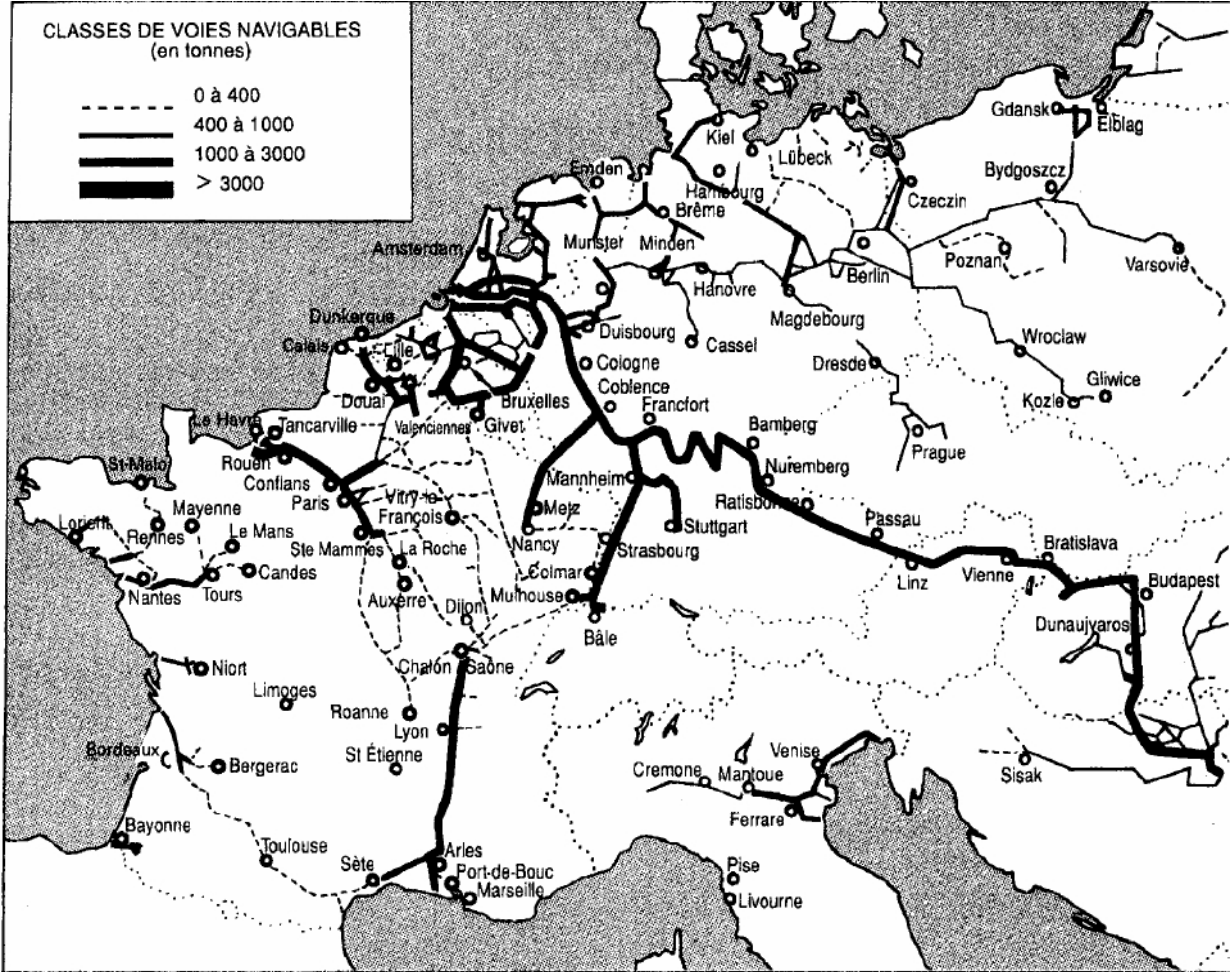 CLASSES DE VOIES NAVIGABLES
(en tonnes)
0 à 400
400 à 1000
1000 à 3000
> 3000
Kiel
Lübeck
Gdansk
Elblag
Emden
Hambourg
Czeczin
Bydgoszcz
Brême
Amsterdam
Munster
Minden
Berlin
Poznan
Varsovie
Hanovre
Magdebourg
Dunkerque
Calais
Lille
Duisbourg
Cassel
Wroclaw
Cologne
Dresde
Coblence
Gliwice
Kozle
Douai
Bruxelles
Francfort
Valenciennes
Givet
Bamberg
Prague
Le Havre
Tancarville
Rouen
Nuremberg
St-Malo
Conflans
Mannheim
Ratisbonne
Paris
Vitry-le-
François
Metz
Mayenne
Stuttgart
Passau
Lorient
Rennes
Le Mans
Nancy
Strasbourg
Ste Mammes
La Roche
Bratislava
Candes
Colmar
Linz
Vienne
Nantes
Tours
Auxerre
Mulhouse
Budapest
Dijon
Bâle
Dunaujvaros
Chalon
Saône
Niort
Limoges
Roanne
Lyon
Bordeaux
Bergerac
St Étienne
Venise
Cremone
Mantoue
Sisak
Ferrare
Bayonne
Toulouse
Sète
Arles
Port-de-Bouc
Marseille
Pise
Livourne